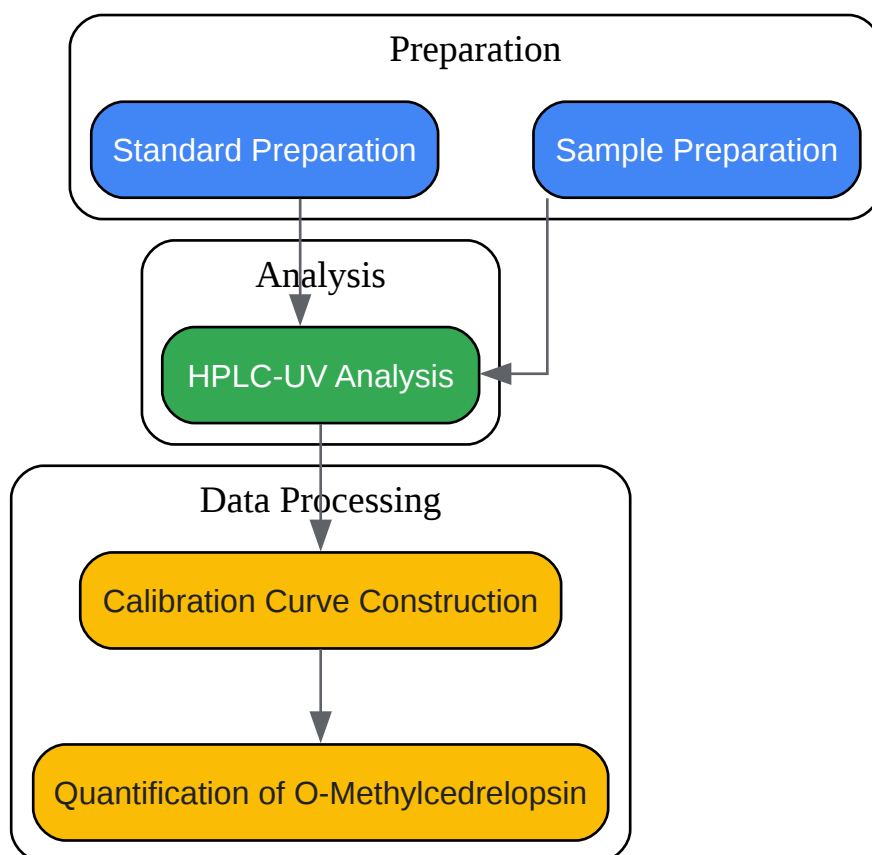 Preparation
Standard Preparation
Sample Preparation
Analysis
HPLC-UV Analysis
Data Processing
Calibration Curve Construction
Quantification of O-Methylcedrelopsin